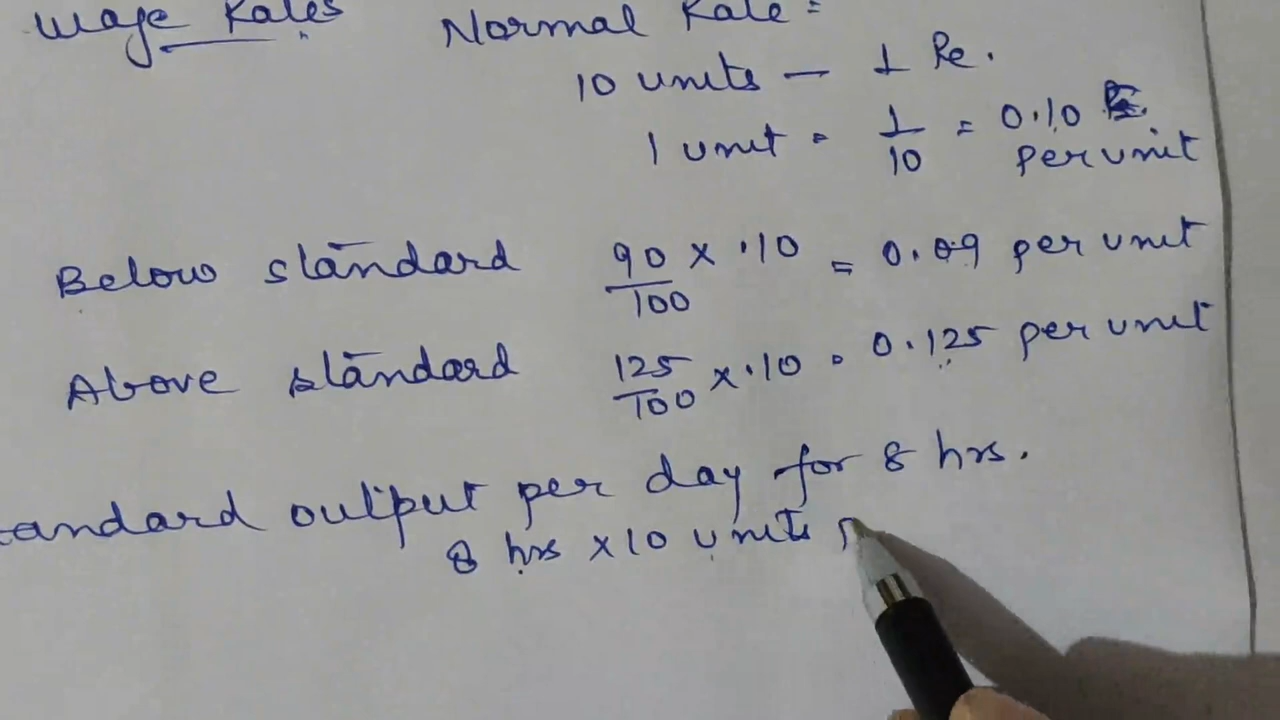 Wage Rates Normal Rate =
10 units — 1 Re.
1 unit = 1/10 = 0.10
per unit
Below standard 90/100 x .10 = 0.09 per unit
Above standard 125/100 x .10 = 0.125 per unit
tandard output per day for 8 hrs.
8 hrs x 10 units